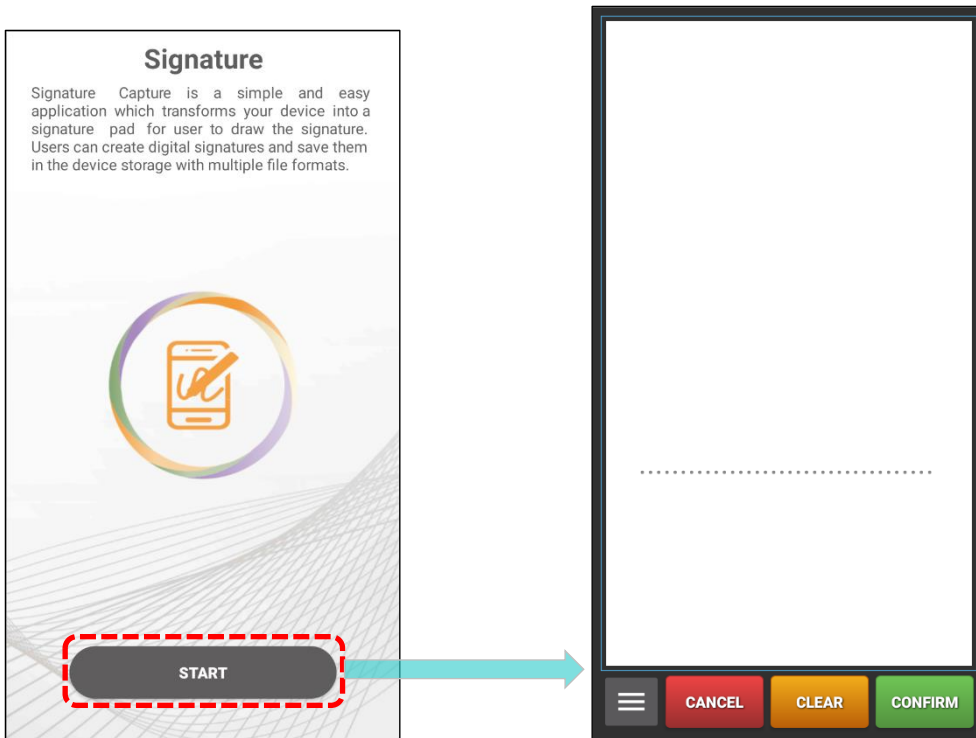 Signature
Signature Capture is a simple and easy
application which transforms your device into a
signature pad for user to draw the signature.
Users can create digital signatures and save them
in the device storage with multiple file formats.
START
CANCEL
CLEAR
CONFIRM